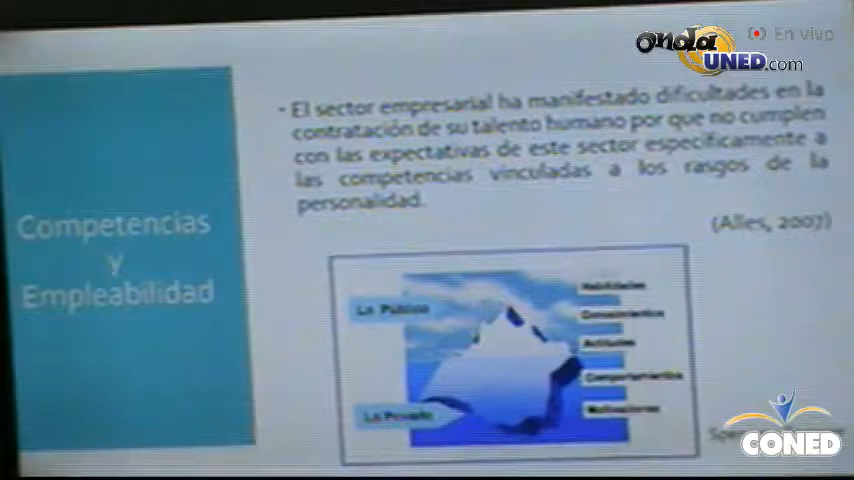 onda
UNED.com
En vivo
• El sector empresarial ha manifestado dificultades en la
contratación de su talento humano por que no cumplen
con las expectativas de este sector específicamente a
las competencias vinculadas a los rasgos de la
personalidad.
(Alles, 2007)
Competencias
y
Empleabilidad
Lo Público
Lo Privado
Habilidades
Conocimientos
Actitudes
Comportamientos
Motivaciones
CONED